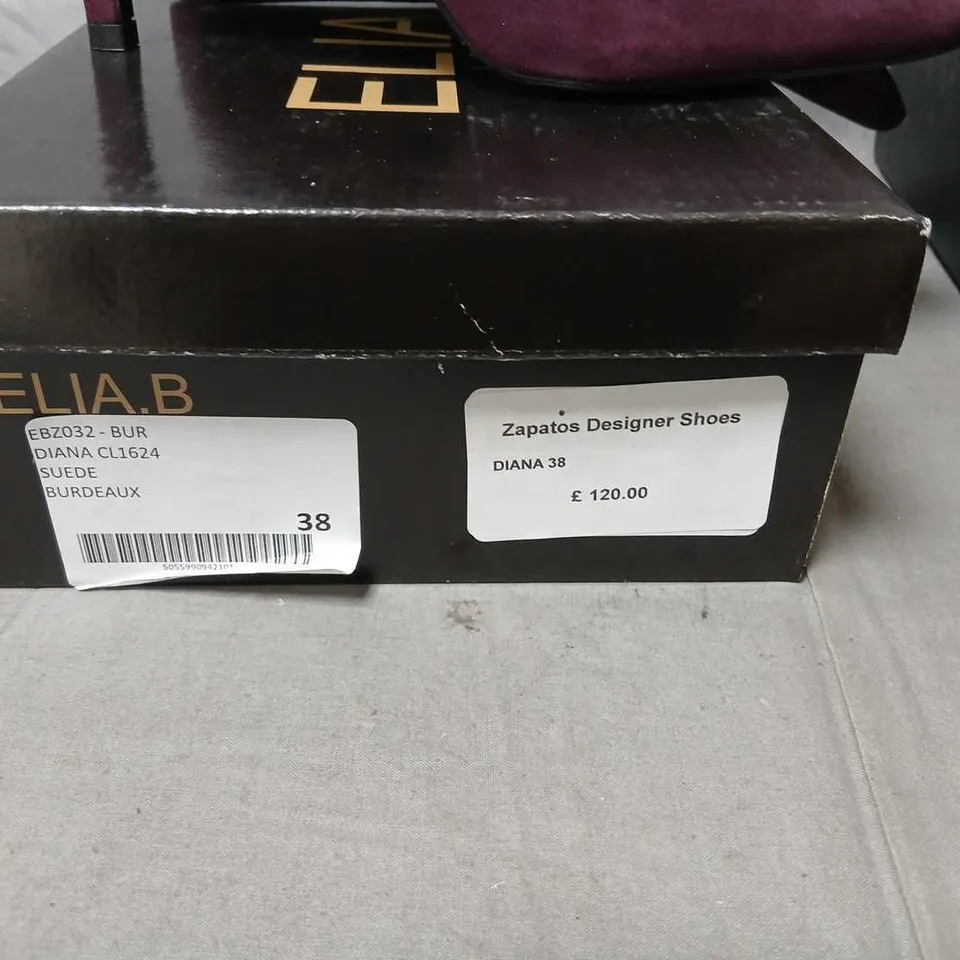 ELIA
ELIA.B
EBZ032 - BUR
DIANA CL1624
SUEDE
BURDEAUX
38
Zapatos Designer Shoes
DIANA 38
£ 120.00